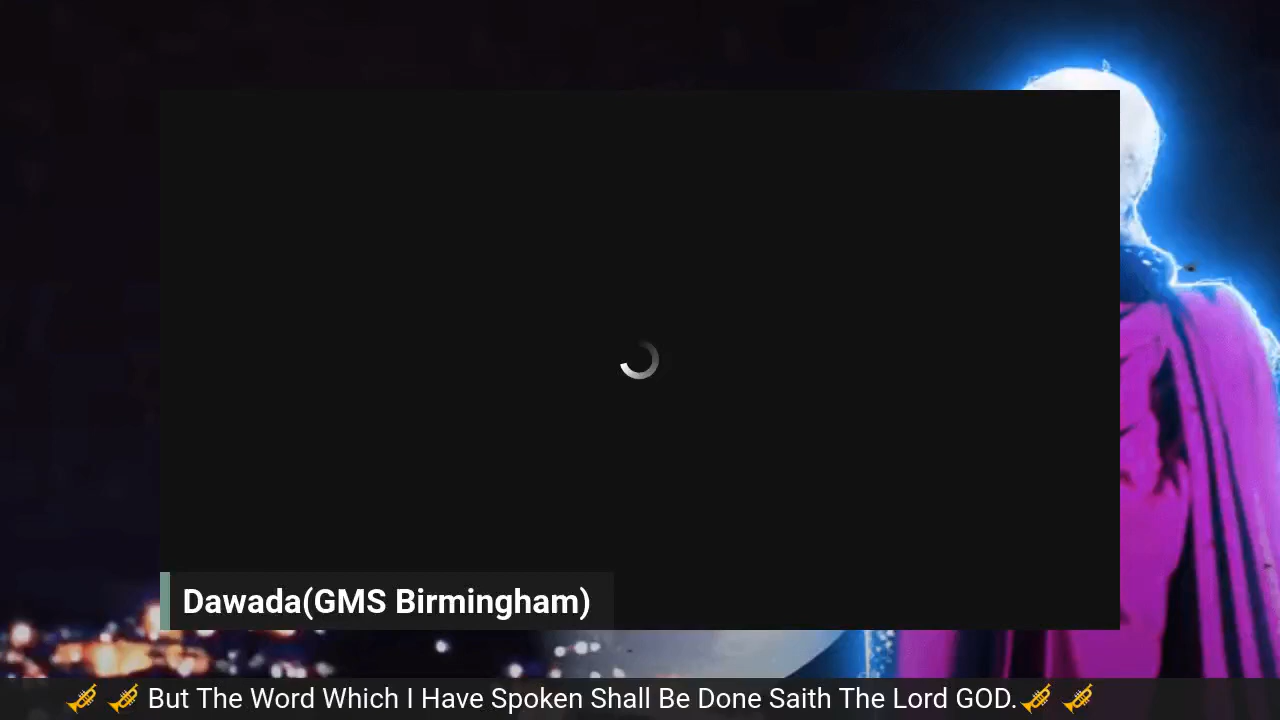 Dawada(GMS Birmingham)
🎺 🎺 But The Word Which I Have Spoken Shall Be Done Saith The Lord GOD.🎺 🎺